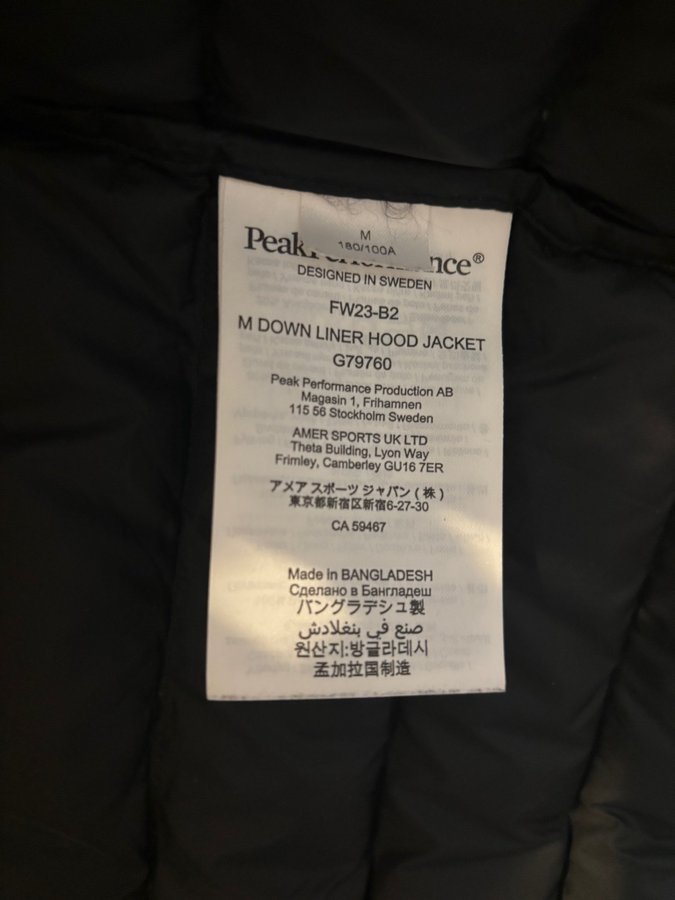 M
180/100A
DESIGNED IN SWEDEN
FW23-B2
M DOWN LINER HOOD JACKET
G79760
Peak Performance Production AB
Magasin 1, Frihamnen
115 56 Stockholm Sweden
AMER SPORTS UK LTD
Theta Building, Lyon Way
Frimley, Camberley GU16 7ER
アメア スポーツ ジャパン ( 株 )
東京都新宿区新宿6-27-30
CA 59467
Made in BANGLADESH
Сделано в Бангладеш
バングラデシュ製
صنع في بنغلادش
원산지:방글라데시
孟加拉国制造